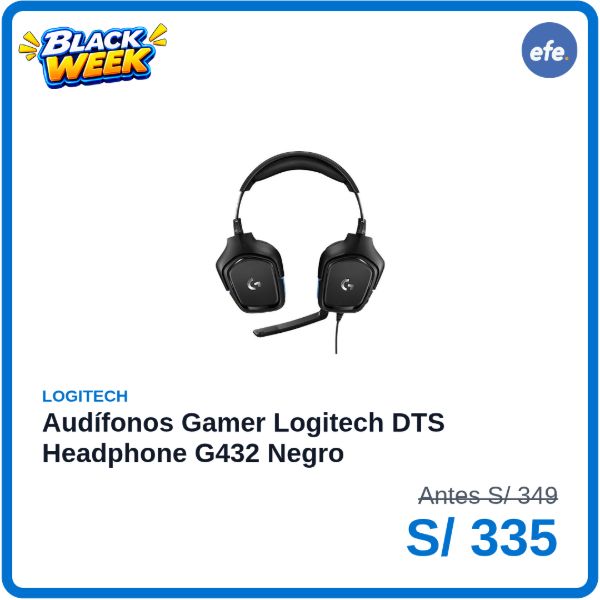 BLACK
WEEK
efe.
LOGITECH
Audífonos Gamer Logitech DTS
Headphone G432 Negro
Antes S/ 349
S/ 335